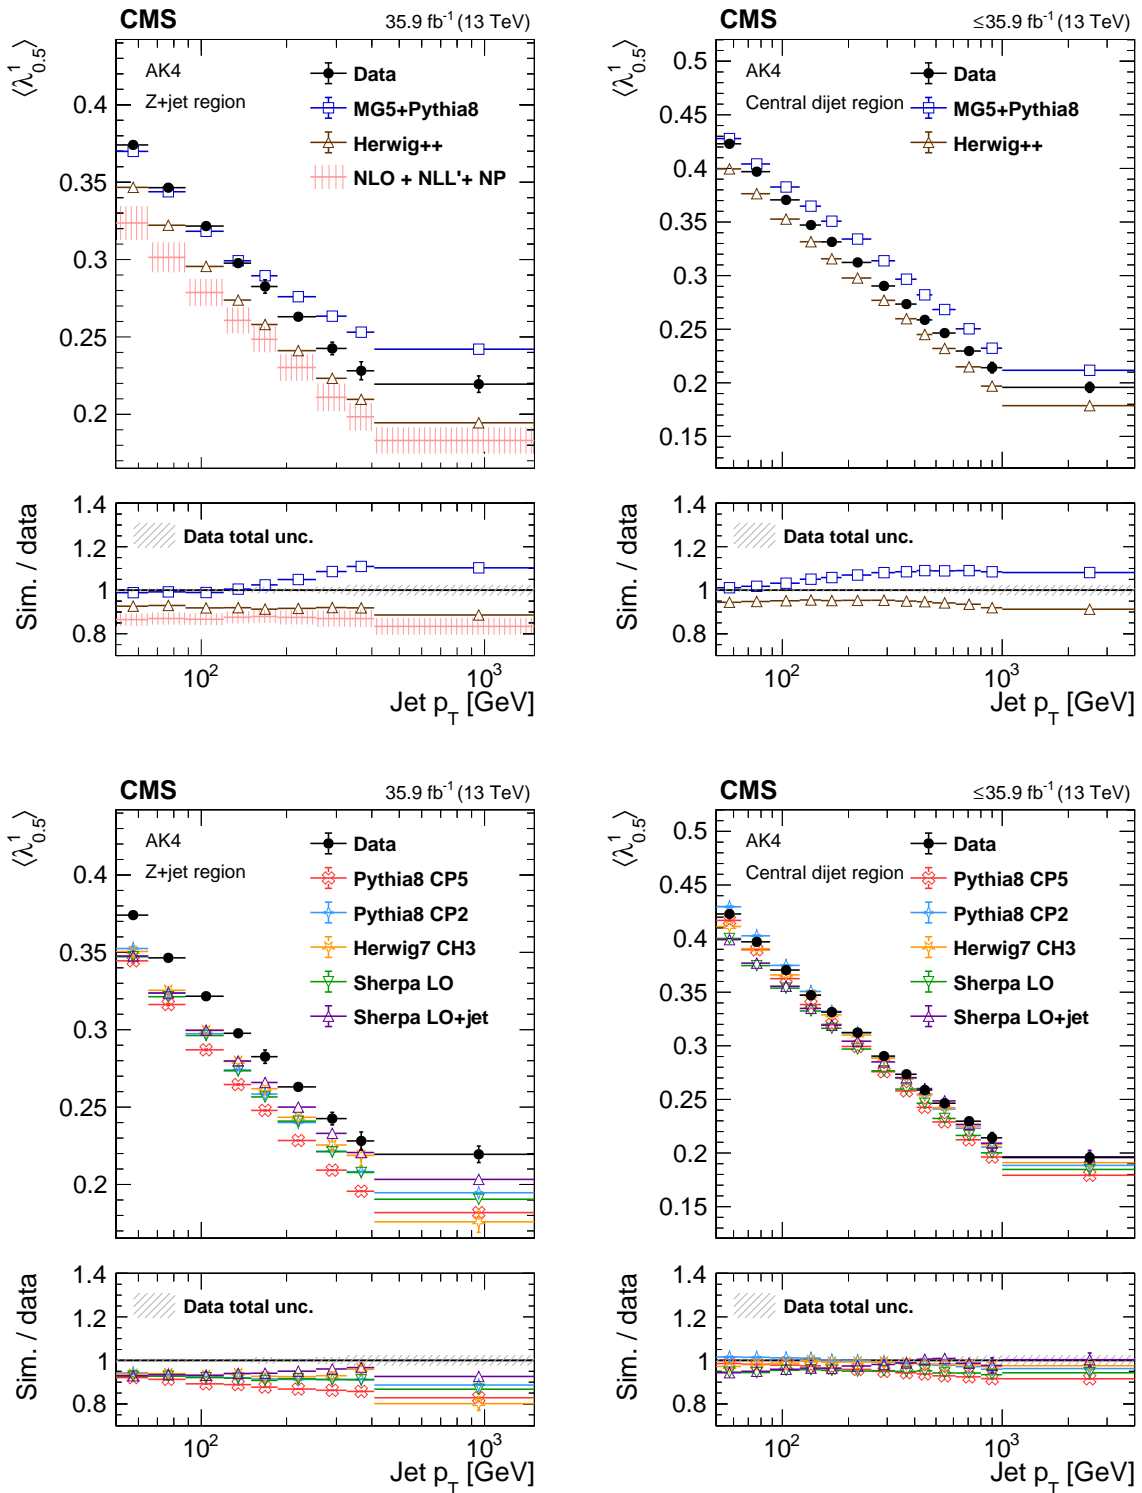 CMS 35.9 fb⁻¹ (13 TeV)
⟨λ¹₀.₅⟩
AK4
Z+jet region
Data
MG5+Pythia8
Herwig++
NLO + NLL'+ NP
0.4
0.35
0.3
0.25
0.2
Sim. / data
1.4
1.2
1
0.8
Data total unc.
10² 10³
Jet p_T [GeV]
CMS ≤35.9 fb⁻¹ (13 TeV)
⟨λ¹₀.₅⟩
AK4
Central dijet region
Data
MG5+Pythia8
Herwig++
0.5
0.45
0.4
0.35
0.3
0.25
0.2
0.15
Sim. / data
1.4
1.2
1
0.8
Data total unc.
10² 10³
Jet p_T [GeV]
CMS 35.9 fb⁻¹ (13 TeV)
⟨λ¹₀.₅⟩
AK4
Z+jet region
Data
Pythia8 CP5
Pythia8 CP2
Herwig7 CH3
Sherpa LO
Sherpa LO+jet
0.4
0.35
0.3
0.25
0.2
Sim. / data
1.4
1.2
1
0.8
Data total unc.
10² 10³
Jet p_T [GeV]
CMS ≤35.9 fb⁻¹ (13 TeV)
⟨λ¹₀.₅⟩
AK4
Central dijet region
Data
Pythia8 CP5
Pythia8 CP2
Herwig7 CH3
Sherpa LO
Sherpa LO+jet
0.5
0.45
0.4
0.35
0.3
0.25
0.2
0.15
Sim. / data
1.4
1.2
1
0.8
Data total unc.
10² 10³
Jet p_T [GeV]